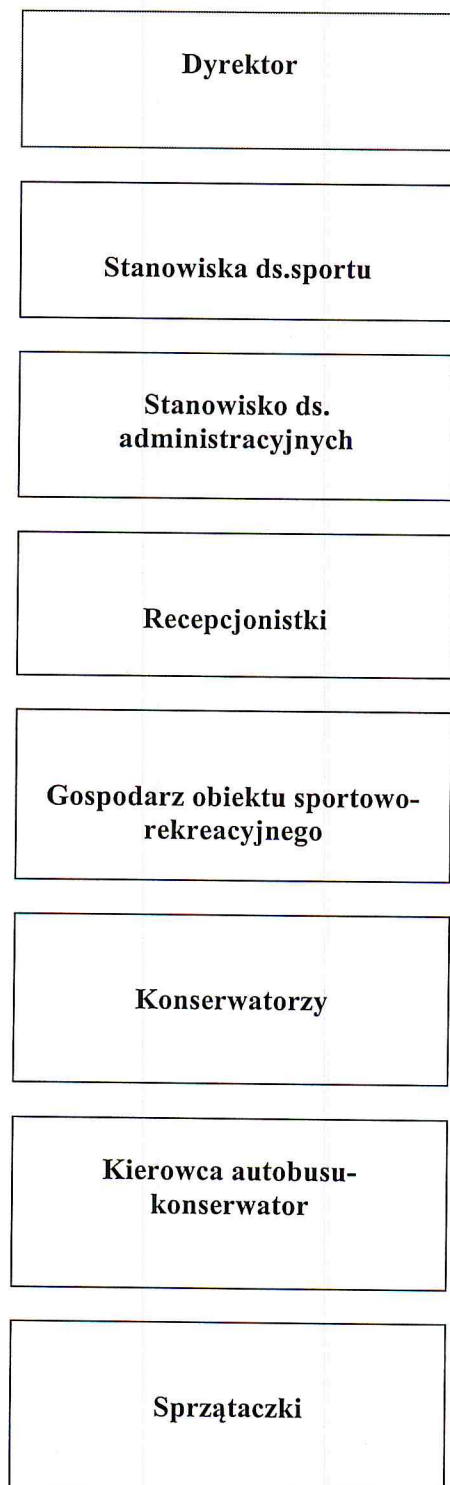 Dyrektor
Stanowiska ds.sportu
Stanowisko ds.
administracyjnych
Recepcjonistki
Gospodarz obiektu sportowo-
rekreacyjnego
Konserwatorzy
Kierowca autobusu-
konserwator
Sprzątaczki